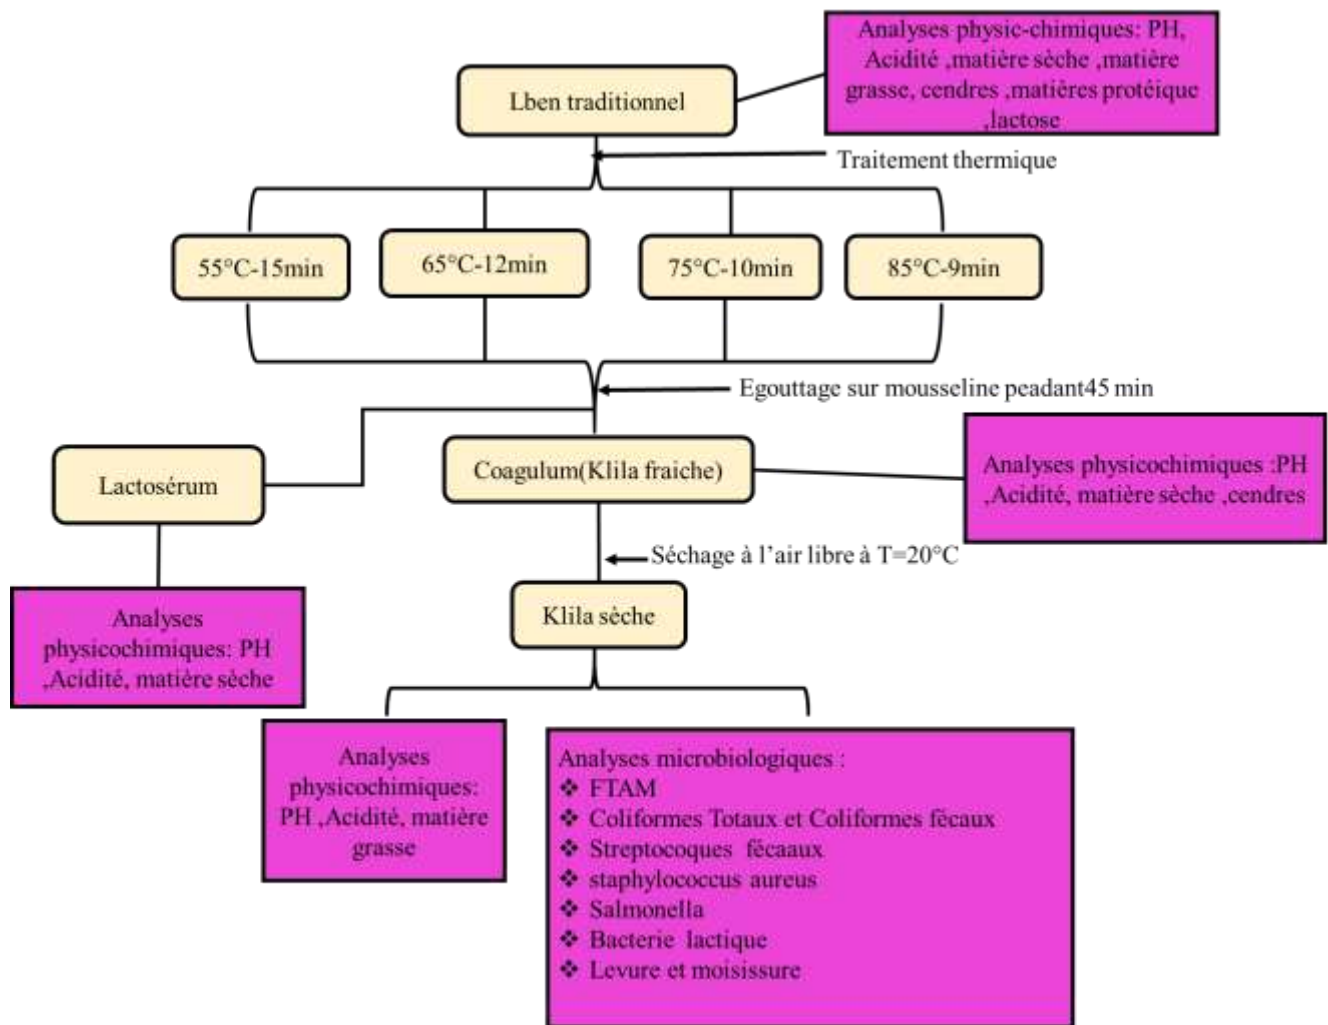 Analyses physic-chimiques: PH,
Acidité ,matière sèche ,matière
grasse, cendres ,matières protéique
,lactose
Lben traditionnel
Traitement thermique
55°C-15min
65°C-12min
75°C-10min
85°C-9min
Egouttage sur mousseline peadant45 min
Lactosérum
Coagulum(Klila fraiche)
Analyses physicochimiques :PH
,Acidité, matière sèche ,cendres
Séchage à l’air libre à T=20°C
Klila sèche
Analyses
physicochimiques: PH
,Acidité, matière sèche
Analyses
physicochimiques:
PH ,Acidité, matière
grasse
Analyses microbiologiques :
❖ FTAM
❖ Coliformes Totaux et Coliformes fécaux
❖ Streptocoques fécaaux
❖ staphylococcus aureus
❖ Salmonella
❖ Bacterie lactique
❖ Levure et moisissure